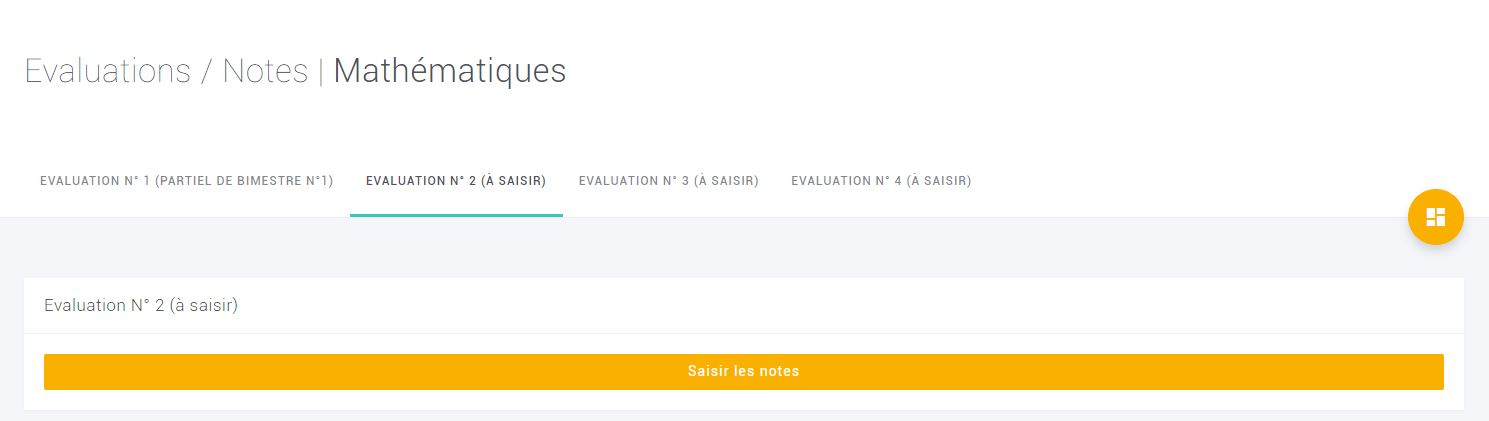 Evaluations / Notes | Mathématiques
EVALUATION N° 1 (PARTIEL DE BIMESTRE N°1) EVALUATION N° 2 (À SAISIR) EVALUATION N° 3 (À SAISIR) EVALUATION N° 4 (À SAISIR)
Evaluation N° 2 (à saisir)
Saisir les notes